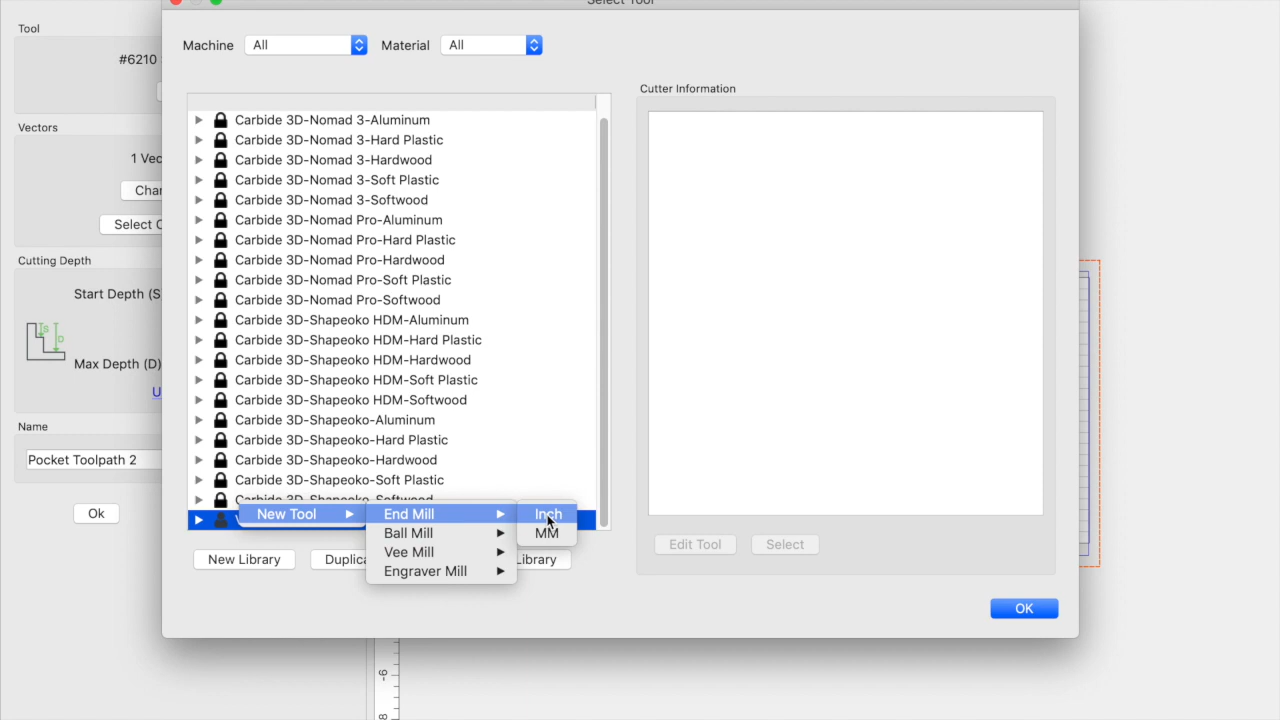 Select Tool
Tool
#6210
Vectors
1 Vec
Char
Select C
Cutting Depth
Start Depth (S
S
D
Max Depth (D)
U
Name
Pocket Toolpath 2
Ok
Machine All Material All
Carbide 3D-Nomad 3-Aluminum
Carbide 3D-Nomad 3-Hard Plastic
Carbide 3D-Nomad 3-Hardwood
Carbide 3D-Nomad 3-Soft Plastic
Carbide 3D-Nomad 3-Softwood
Carbide 3D-Nomad Pro-Aluminum
Carbide 3D-Nomad Pro-Hard Plastic
Carbide 3D-Nomad Pro-Hardwood
Carbide 3D-Nomad Pro-Soft Plastic
Carbide 3D-Nomad Pro-Softwood
Carbide 3D-Shapeoko HDM-Aluminum
Carbide 3D-Shapeoko HDM-Hard Plastic
Carbide 3D-Shapeoko HDM-Hardwood
Carbide 3D-Shapeoko HDM-Soft Plastic
Carbide 3D-Shapeoko HDM-Softwood
Carbide 3D-Shapeoko-Aluminum
Carbide 3D-Shapeoko-Hard Plastic
Carbide 3D-Shapeoko-Hardwood
Carbide 3D-Shapeoko-Soft Plastic
Carbide 3D-Shapeoko-Softwood
New Tool
End Mill
Ball Mill
Vee Mill
Engraver Mill
Inch
MM
New Library
Duplica
Library
Cutter Information
Edit Tool
Select
OK
-6
8